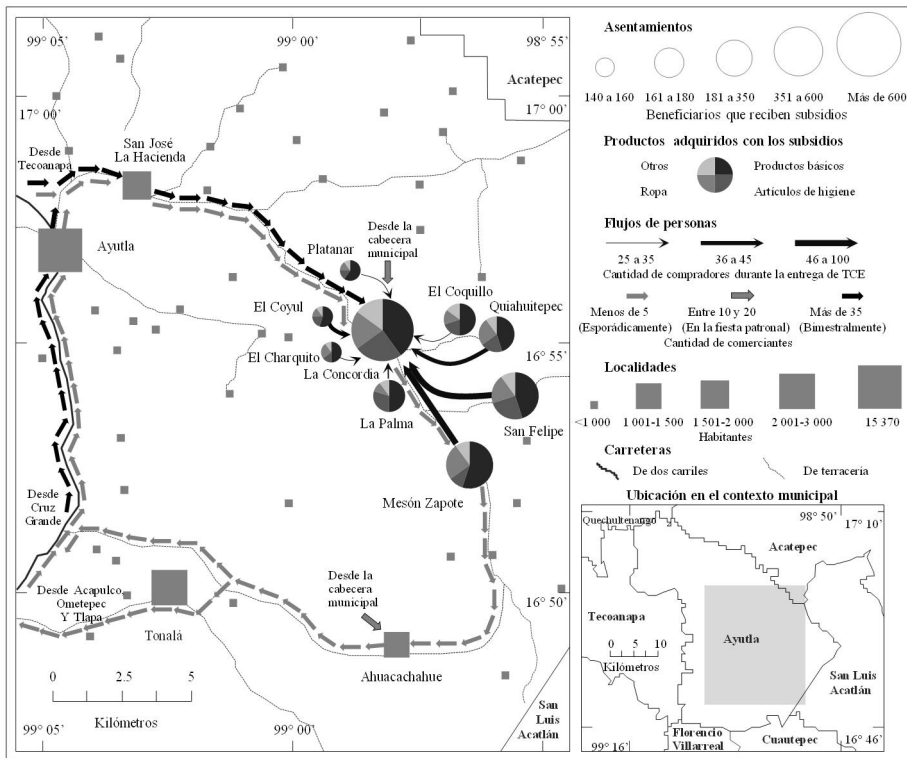 99° 05’
99° 00’
98° 55’
Acatepec
17° 00’
17° 00’
San José
La Hacienda
Desde
Tecoanapa
Ayutla
Desde la
cabecera
municipal
Platanar
El Coquillo
El Coyul
Quiahuitepec
El Charquito
16° 55’
La Concordia
La Palma
San Felipe
Mesón Zapote
Desde
Cruz
Grande
Desde Acapulco,
Ometepec
Y Tlapa
Tonalá
Desde la
cabecera
municipal
16° 50’
Ahuacachahue
0 2.5 5
Kilómetros
San
Luis
Acatlán
99° 05’
99° 00’
Asentamientos
140 a 160 161 a 180 181 a 350 351 a 600 Más de 600
Beneficiarios que reciben subsidios
Productos adquiridos con los subsidios
Otros Productos básicos
Ropa Artículos de higiene
Flujos de personas
25 a 35 36 a 45 46 a 100
Cantidad de compradores durante la entrega de TCE
Menos de 5 Entre 10 y 20 Más de 35
(Esporádicamente) (En la fiesta patronal) (Bimestralmente)
Cantidad de comerciantes
Localidades
<1 000 1 001-1 500 1 501-2 000 2 001-3 000 15 370
Habitantes
Carreteras
De dos carriles De terracería
Ubicación en el contexto municipal
98° 50’
17° 10’
Quechultenango
Acatepec
Tecoanapa
0 5 10
Kilómetros
Ayutla
San Luis
Acatlán
Florencio
Villarreal
Cuautepec
99° 16’
16° 46’